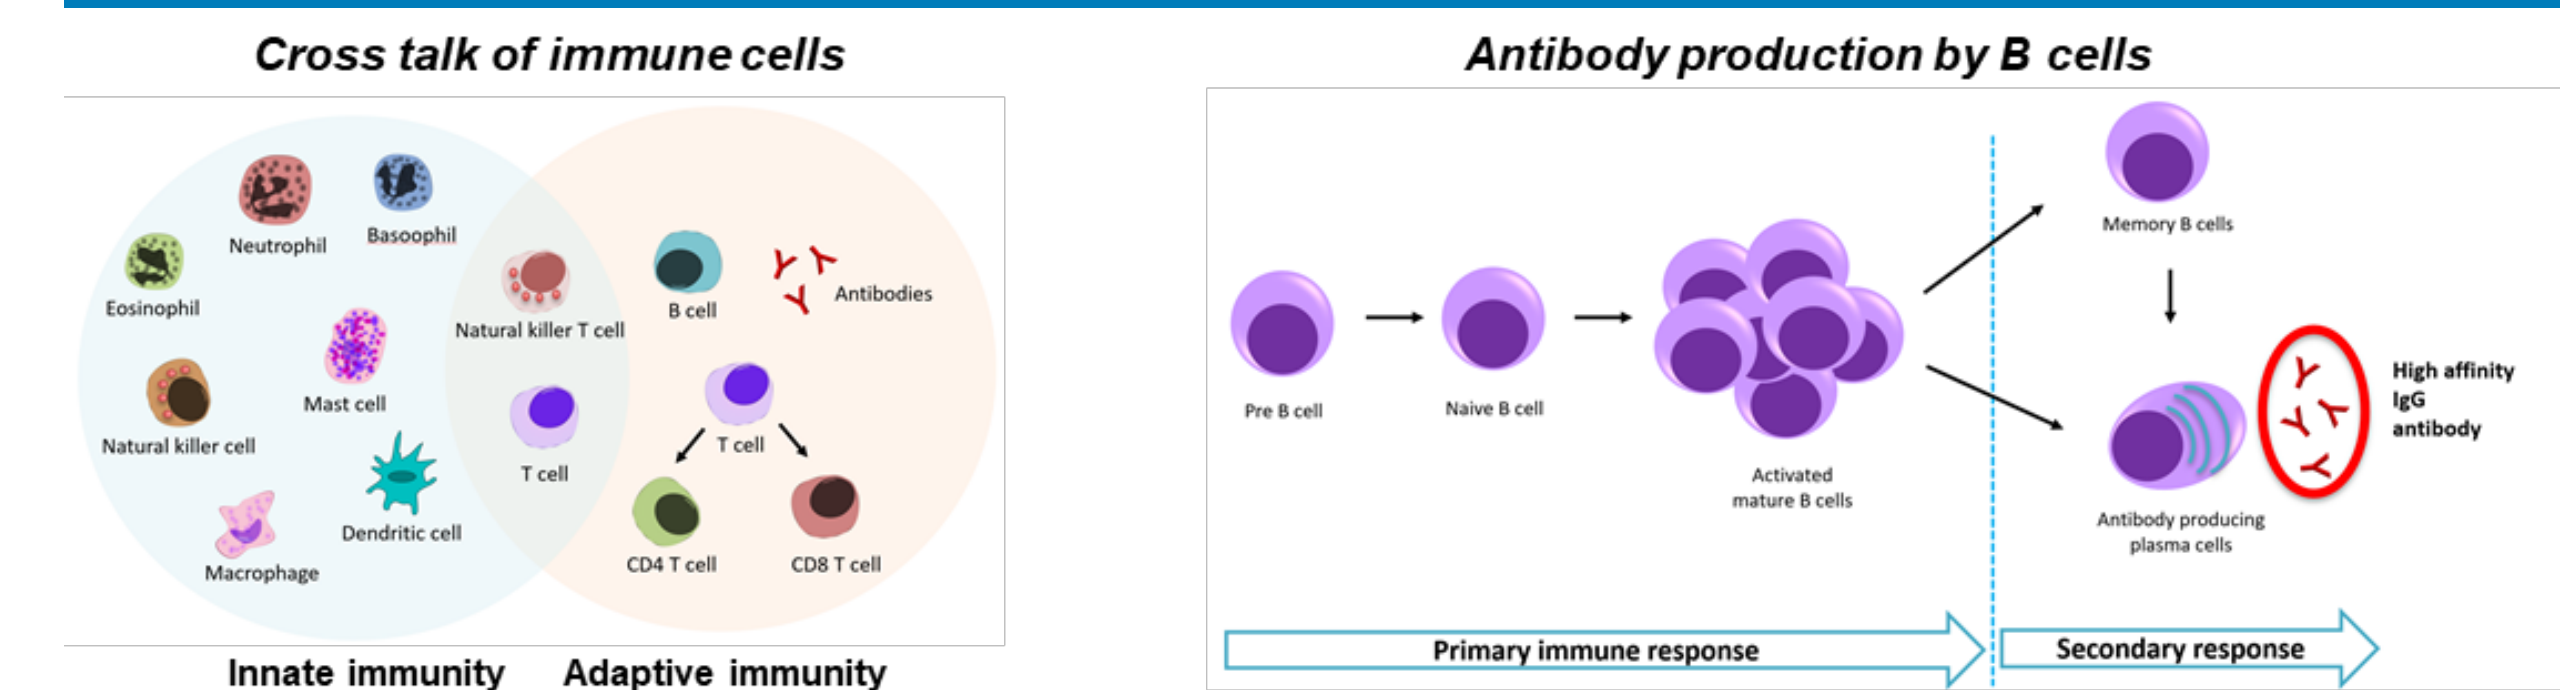 Cross talk of immune cells
Neutrophil
Basoophil
Eosinophil
Natural killer T cell
B cell
Antibodies
Mast cell
Natural killer cell
T cell
T cell
Dendritic cell
CD4 T cell
CD8 T cell
Macrophage
Innate immunity
Adaptive immunity
Antibody production by B cells
Memory B cells
Pre B cell
Naive B cell
Activated
mature B cells
High affinity
IgG
antibody
Antibody producing
plasma cells
Primary immune response
Secondary response